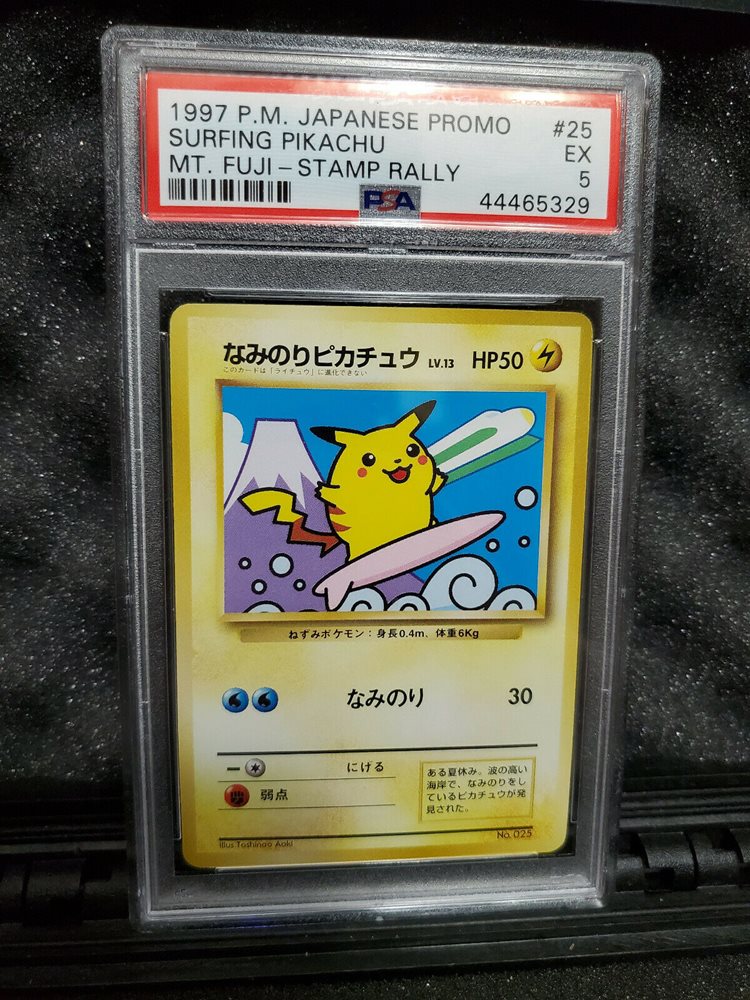 1997 P.M. JAPANESE PROMO #25
SURFING PIKACHU EX
MT. FUJI - STAMP RALLY 5
PSA 44465329
なみのりピカチュウ LV.13 HP50
このカードは「ライチュウ」に進化できない
ねずみポケモン：身長0.4m、体重6Kg
なみのり 30
ー にげる
弱点
ある夏休み。波の高い
海岸で、なみのりをし
ているピカチュウが発
見された。
Illus Toshinao Aoki No. 025